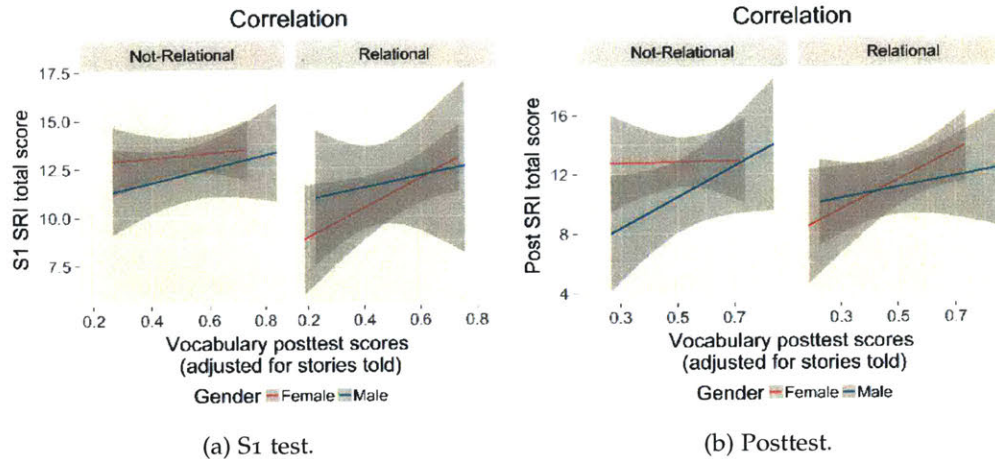 Correlation
Not-Relational Relational
17.5
15.0
12.5
10.0
7.5
S1 SRI total score
0.2 0.4 0.6 0.8 0.2 0.4 0.6 0.8
Vocabulary posttest scores
(adjusted for stories told)
Gender Female Male
(a) S1 test.
Correlation
Not-Relational Relational
16
12
8
4
Post SRI total score
0.3 0.5 0.7 0.3 0.5 0.7
Vocabulary posttest scores
(adjusted for stories told)
Gender Female Male
(b) Posttest.